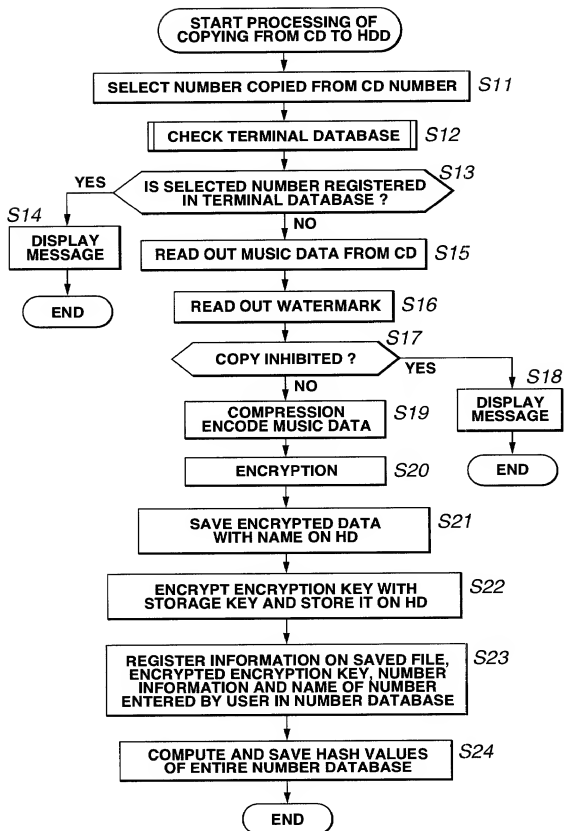 START PROCESSING OF
COPYING FROM CD TO HDD
SELECT NUMBER COPIED FROM CD NUMBER
S11
CHECK TERMINAL DATABASE
S12
S13
YES
IS SELECTED NUMBER REGISTERED
IN TERMINAL DATABASE ?
S14
NO
DISPLAY
MESSAGE
END
READ OUT MUSIC DATA FROM CD
S15
READ OUT WATERMARK
S16
S17
COPY INHIBITED ?
YES
S18
NO
DISPLAY
MESSAGE
END
COMPRESSION
ENCODE MUSIC DATA
S19
ENCRYPTION
S20
SAVE ENCRYPTED DATA
WITH NAME ON HD
S21
ENCRYPT ENCRYPTION KEY WITH
STORAGE KEY AND STORE IT ON HD
S22
REGISTER INFORMATION ON SAVED FILE,
ENCRYPTED ENCRYPTION KEY, NUMBER
INFORMATION AND NAME OF NUMBER
ENTERED BY USER IN NUMBER DATABASE
S23
COMPUTE AND SAVE HASH VALUES
OF ENTIRE NUMBER DATABASE
S24
END